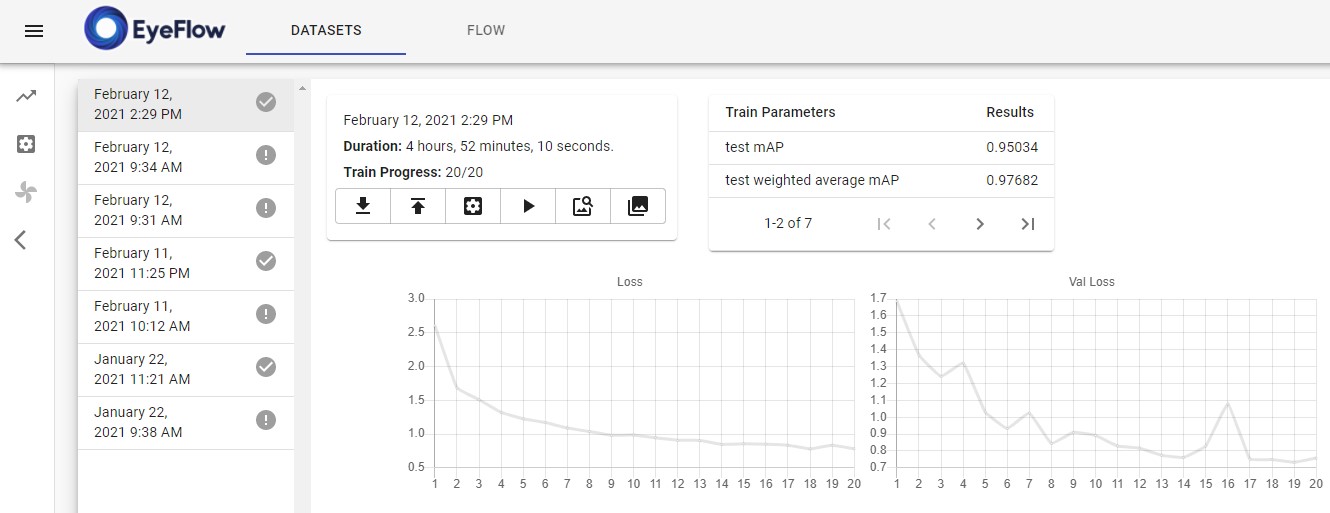 EyeFlow
DATASETS
FLOW
February 12,
2021 2:29 PM
February 12,
2021 9:34 AM
February 12,
2021 9:31 AM
February 11,
2021 11:25 PM
February 11,
2021 10:12 AM
January 22,
2021 11:21 AM
January 22,
2021 9:38 AM
February 12, 2021 2:29 PM
Duration: 4 hours, 52 minutes, 10 seconds.
Train Progress: 20/20
Train Parameters Results
test mAP 0.95034
test weighted average mAP 0.97682
1-2 of 7
Loss
3.0
2.5
2.0
1.5
1.0
0.5
1 2 3 4 5 6 7 8 9 10 11 12 13 14 15 16 17 18 19 20
Val Loss
1.7
1.6
1.5
1.4
1.3
1.2
1.1
1.0
0.9
0.8
0.7
1 2 3 4 5 6 7 8 9 10 11 12 13 14 15 16 17 18 19 20